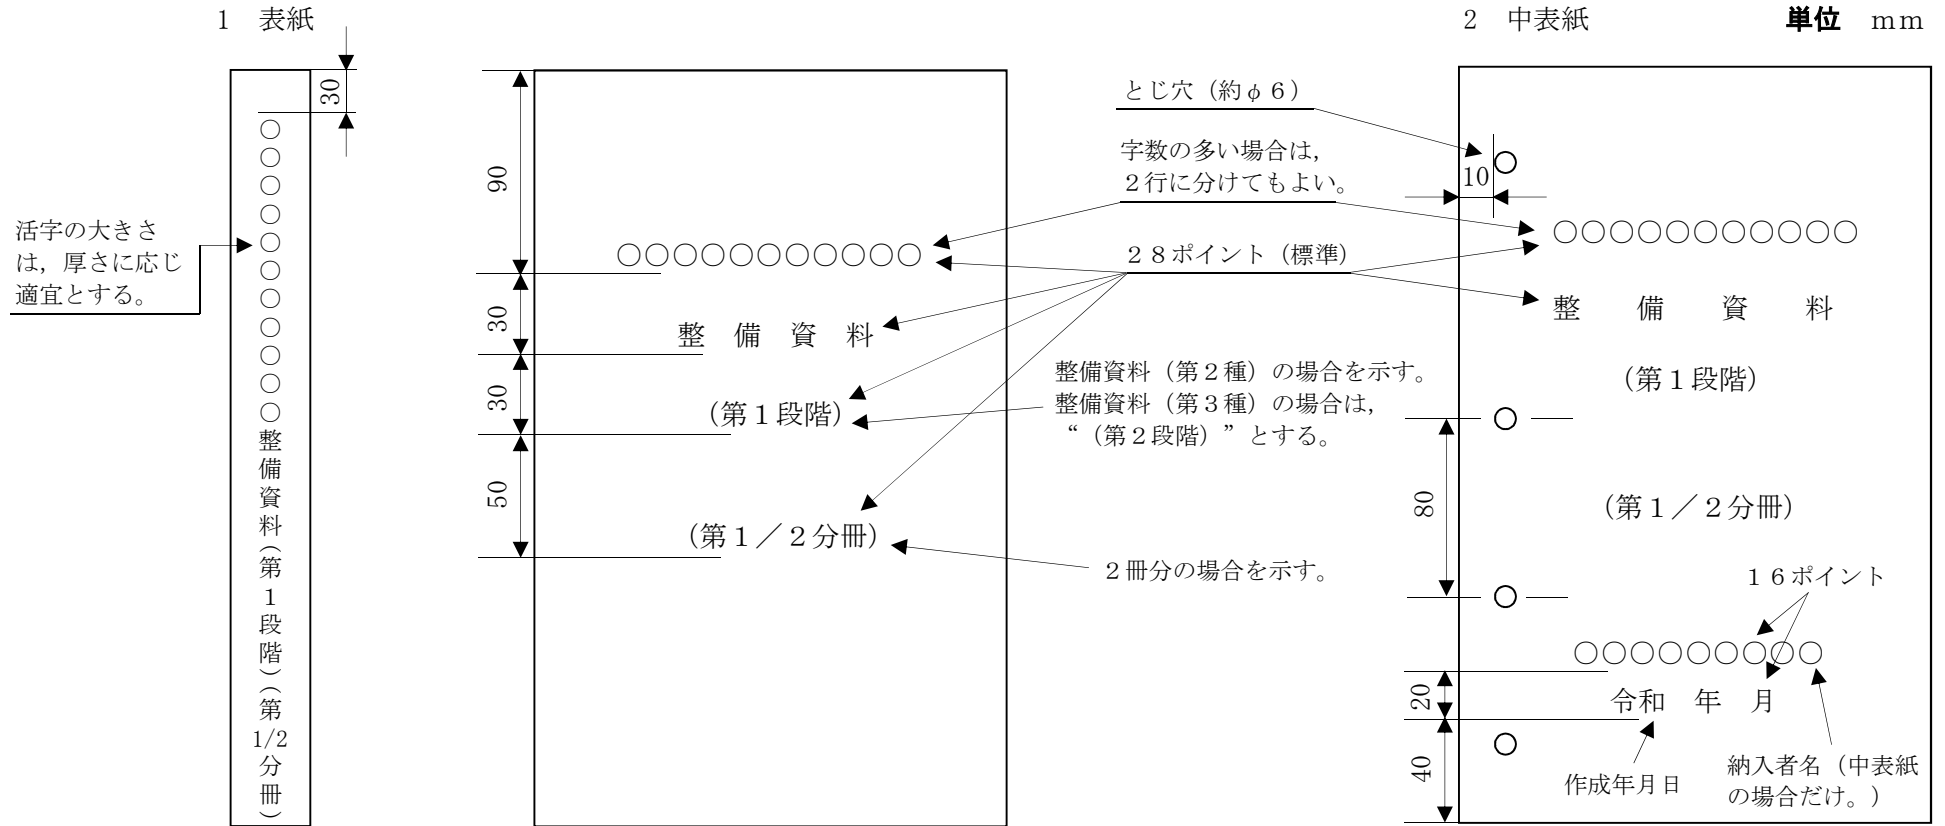 1　表紙
2　中表紙
単位　mm
30
○○○○○○○○○○○整備資料(第1段階)(第1/2分冊)
活字の大きさ
は，厚さに応じ
適宜とする。
90
30
30
50
○○○○○○○○○○○
整　備　資　料
(第１段階)
(第１／２分冊)
とじ穴（約φ６）
字数の多い場合は，
２行に分けてもよい。
２８ポイント（標準）
整備資料（第２種）の場合を示す。
整備資料（第３種）の場合は，
“（第２段階）”とする。
２冊分の場合を示す。
10
○○○○○○○○○○○
整　備　資　料
(第１段階)
80
(第１／２分冊)
１６ポイント
○○○○○○○○○
20
令和　年　月
40
作成年月日
納入者名（中表紙
の場合だけ。）